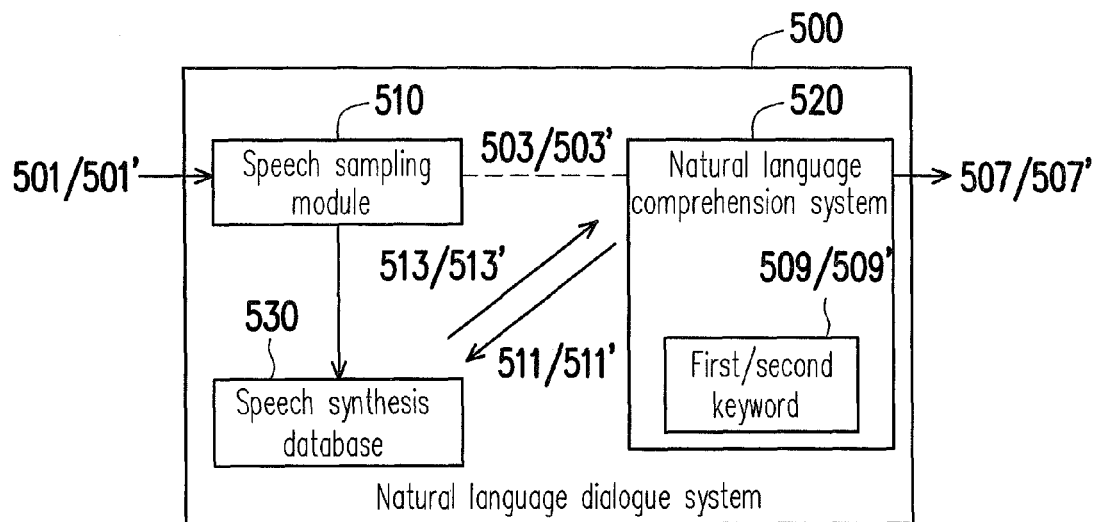 500
510
520
501/501’
Speech sampling
module
503/503’
Natural language
comprehension system
507/507’
513/513’
509/509’
530
511/511’
First/second
keyword
Speech synthesis
database
Natural language dialogue system